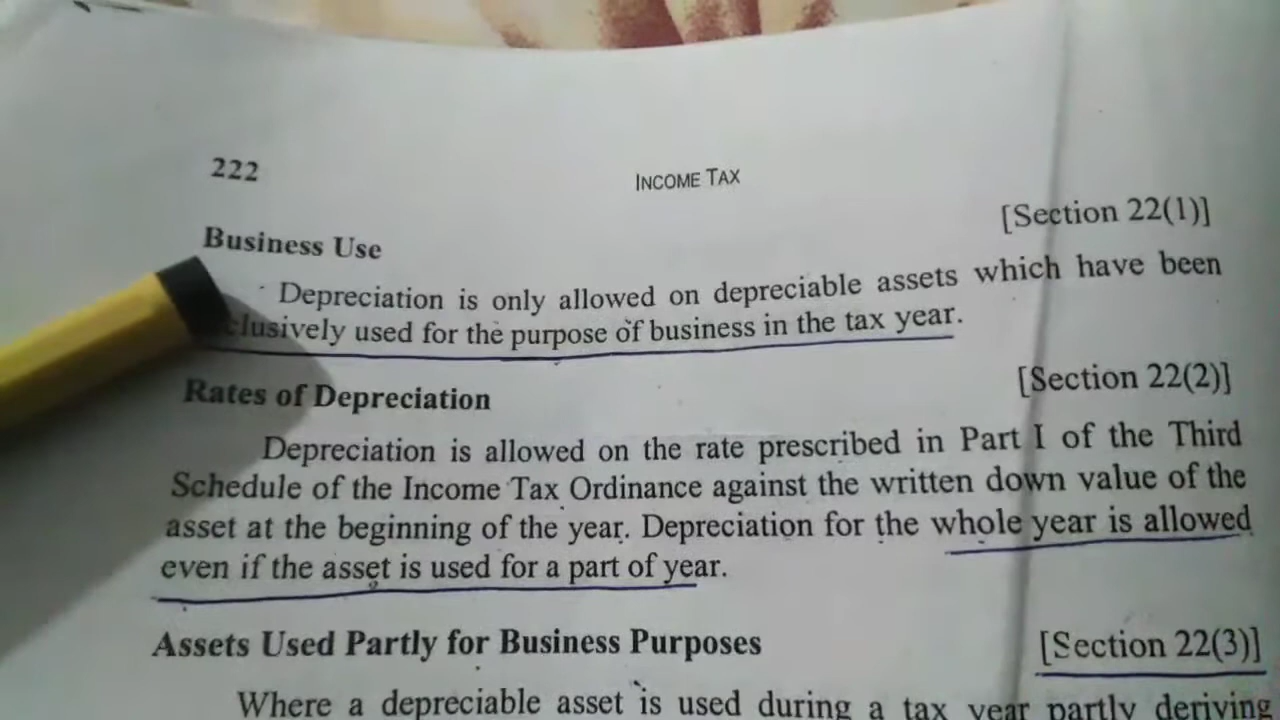 222
INCOME TAX
Business Use
[Section 22(1)]
Depreciation is only allowed on depreciable assets which have been
clusively used for the purpose of business in the tax year.
Rates of Depreciation
[Section 22(2)]
Depreciation is allowed on the rate prescribed in Part I of the Third
Schedule of the Income Tax Ordinance against the written down value of the
asset at the beginning of the year. Depreciation for the whole year is allowed
even if the asset is used for a part of year.
Assets Used Partly for Business Purposes
[Section 22(3)]
Where a depreciable asset is used during a tax year partly deriving